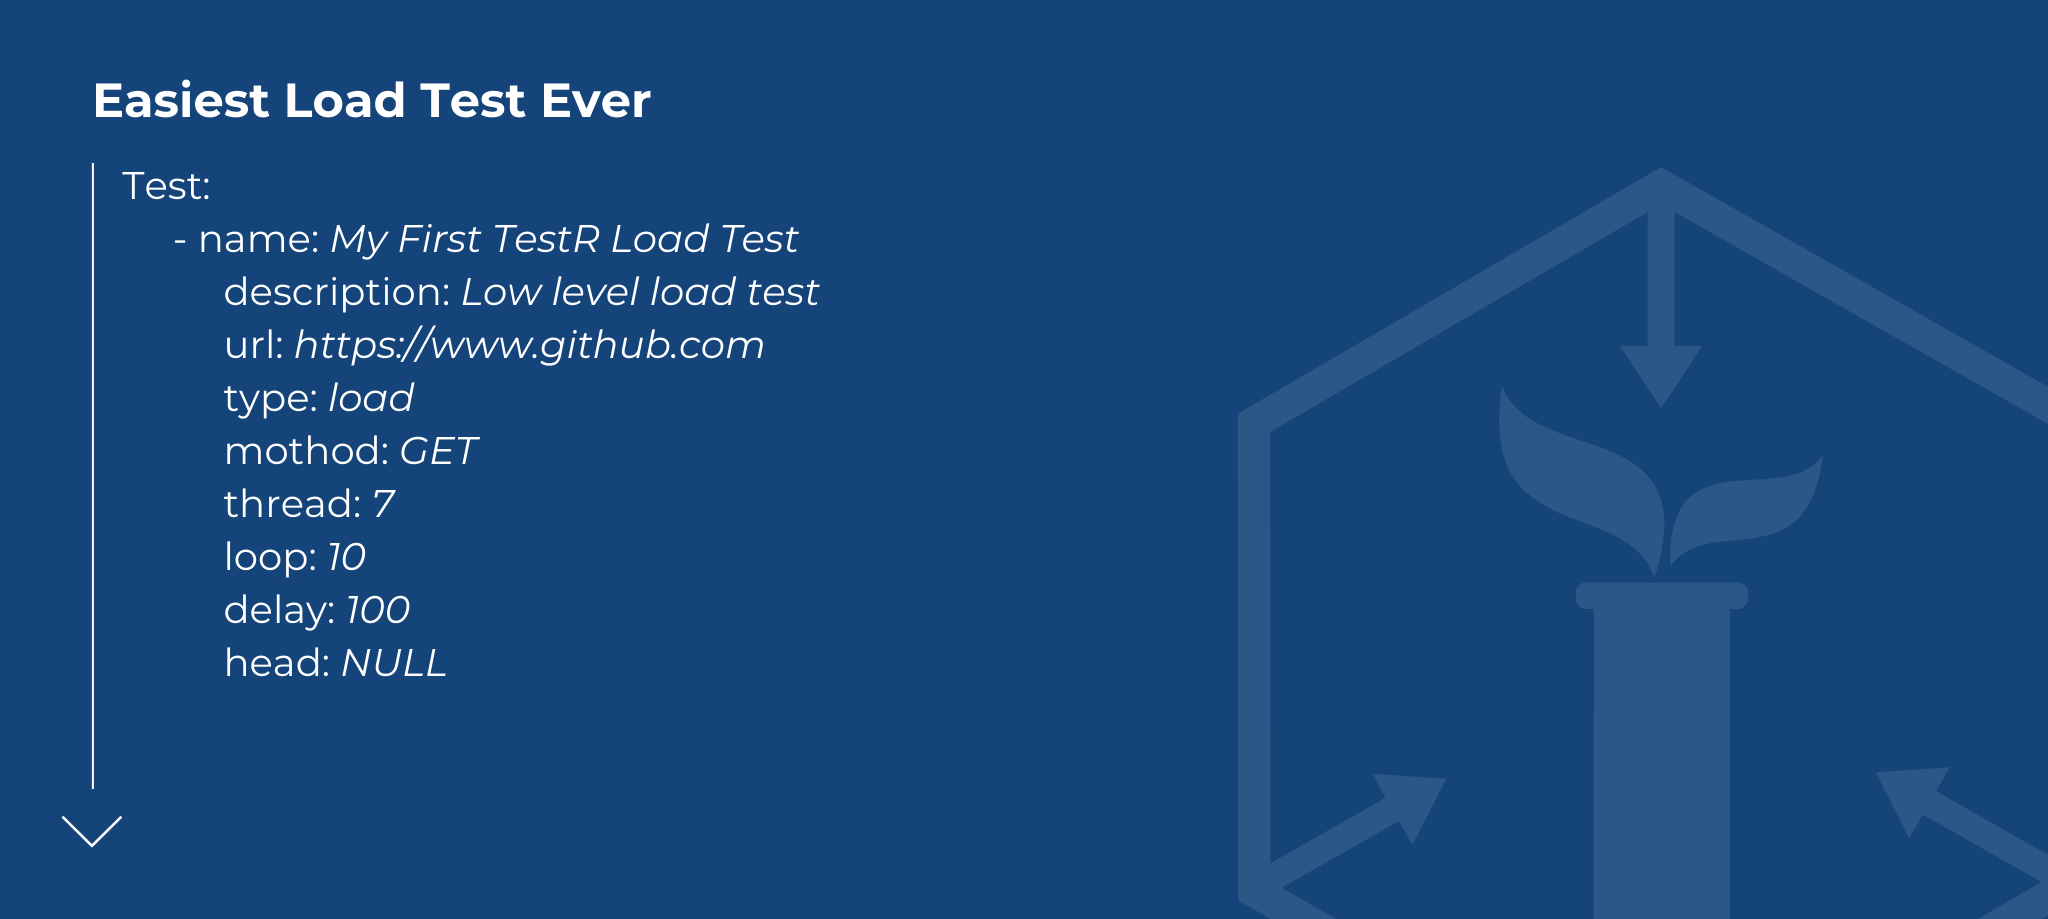 Easiest Load Test Ever
Test:
- name: My First TestR Load Test
description: Low level load test
url: https://www.github.com
type: load
mothod: GET
thread: 7
loop: 10
delay: 100
head: NULL